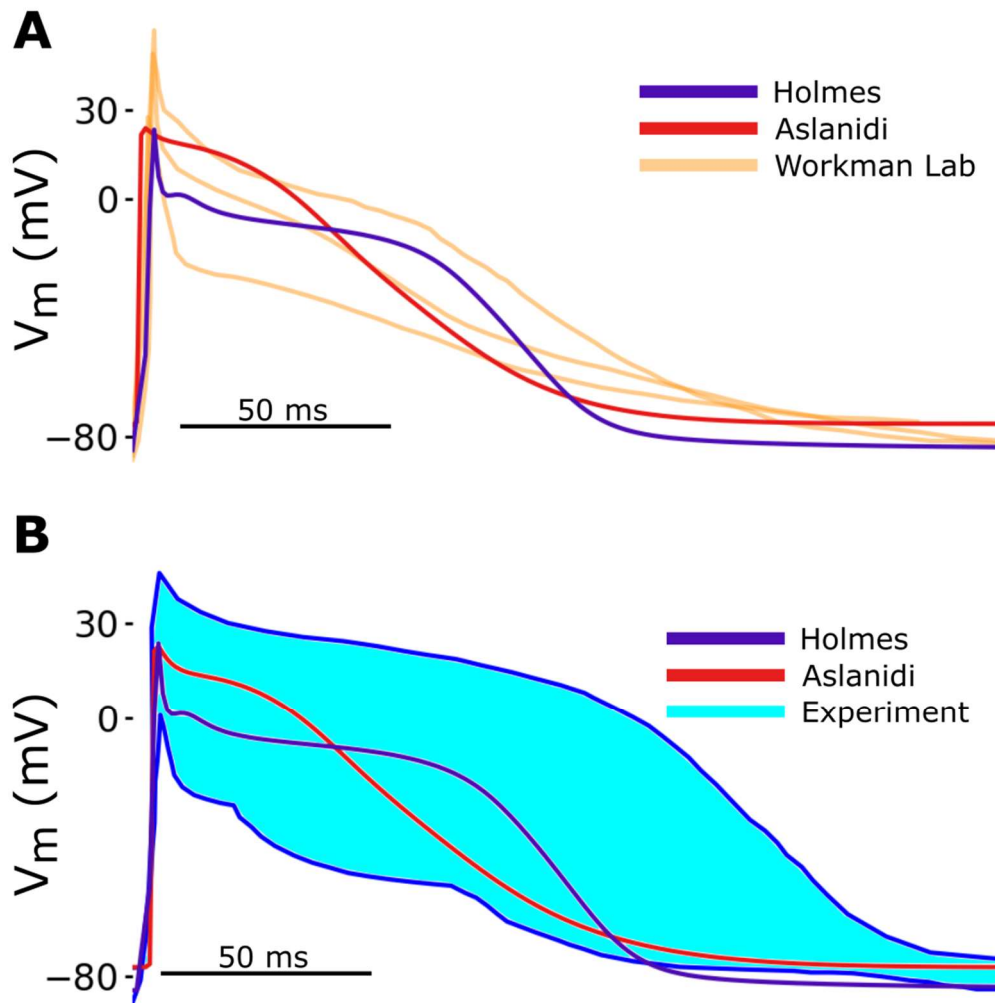 A
30
0
−80
Vm (mV)
Holmes
Aslanidi
Workman Lab
50 ms
B
30
0
−80
Vm (mV)
Holmes
Aslanidi
Experiment
50 ms